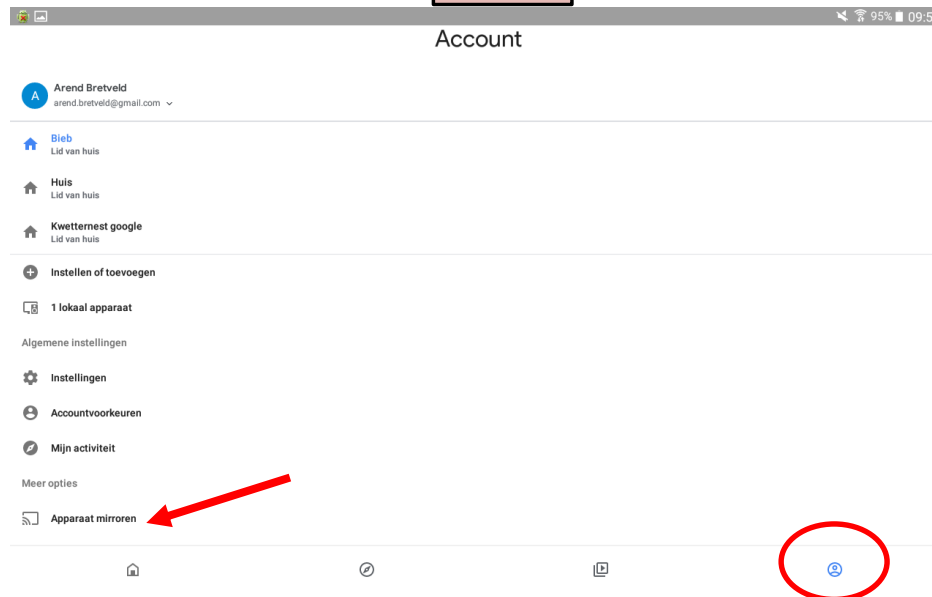 95% 09:5
Account
A
Arend Bretveld
arend.bretveld@gmail.com
Bieb
Lid van huis
Huis
Lid van huis
Kwetternest google
Lid van huis
Instellen of toevoegen
1 lokaal apparaat
Algemene instellingen
Instellingen
Accountvoorkeuren
Mijn activiteit
Meer opties
Apparaat mirroren